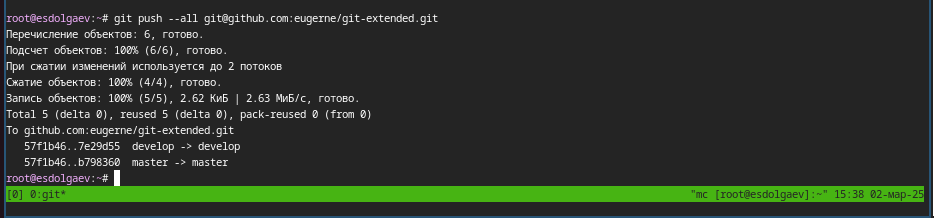 root@esdolgaev:~# git push --all git@github.com:eugerne/git-extended.git
Перечисление объектов: 6, готово.
Подсчет объектов: 100% (6/6), готово.
При сжатии изменений используется до 2 потоков
Сжатие объектов: 100% (4/4), готово.
Запись объектов: 100% (5/5), 2.62 КиБ | 2.63 МиБ/с, готово.
Total 5 (delta 0), reused 5 (delta 0), pack-reused 0 (from 0)
To github.com:eugerne/git-extended.git
   57f1b46..7e29d55  develop -> develop
   57f1b46..b798360  master -> master
root@esdolgaev:~#
[0] 0:git* "mc [root@esdolgaev]:~" 15:38 02-мар-25